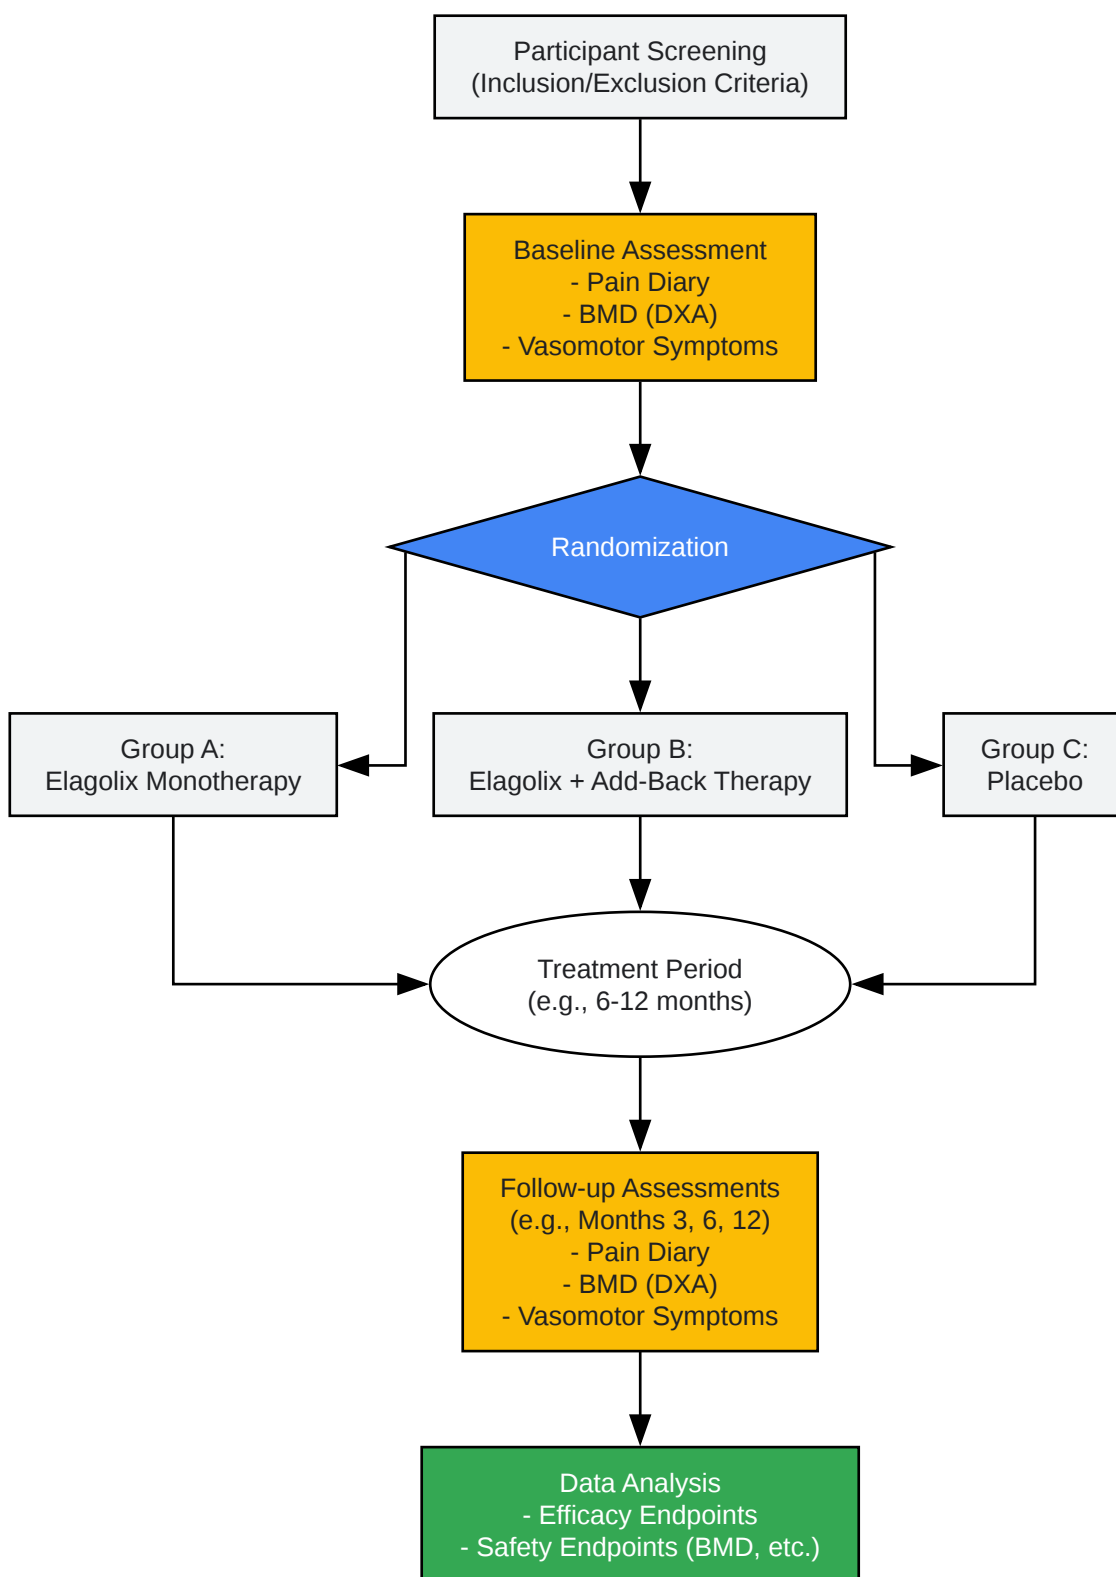 Participant Screening
(Inclusion/Exclusion Criteria)
Baseline Assessment
- Pain Diary
- BMD (DXA)
- Vasomotor Symptoms
Randomization
Group A:
Elagolix Monotherapy
Group B:
Elagolix + Add-Back Therapy
Group C:
Placebo
Treatment Period
(e.g., 6-12 months)
Follow-up Assessments
(e.g., Months 3, 6, 12)
- Pain Diary
- BMD (DXA)
- Vasomotor Symptoms
Data Analysis
- Efficacy Endpoints
- Safety Endpoints (BMD, etc.)